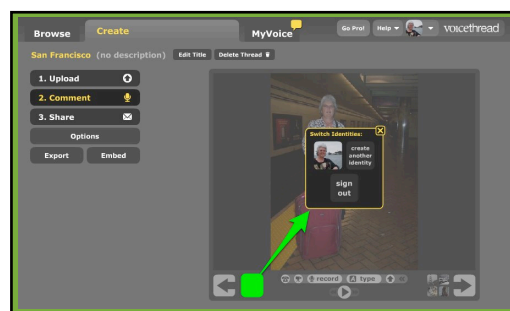 Browse
Create
MyVoice
Go Pro!
Help
voicethread
San Francisco (no description)
Edit Title
Delete Thread
1. Upload
2. Comment
3. Share
Options
Export
Embed
Switch Identities:
create
another
identity
sign
out
record
A type